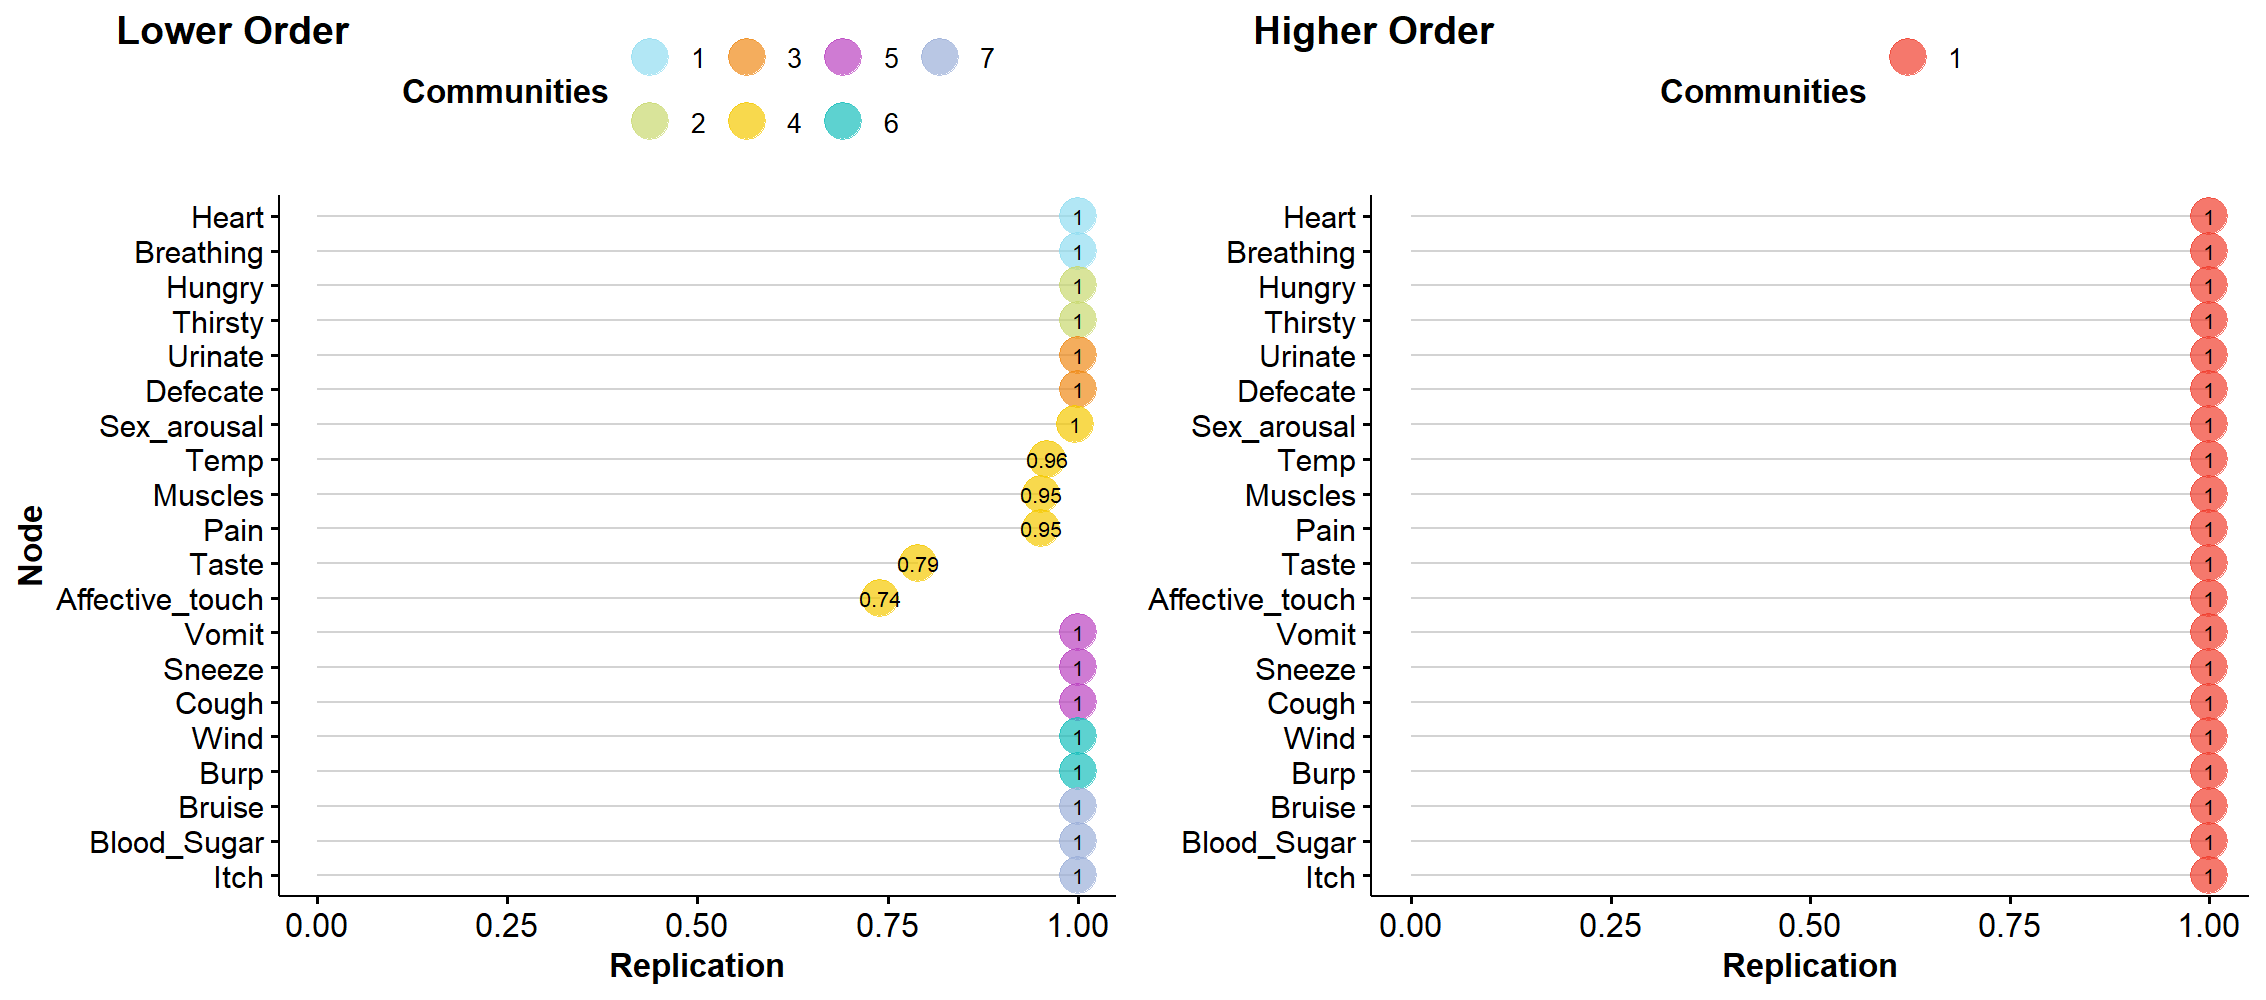 Lower Order
Communities
1 3 5 7
2 4 6
Heart 1
Breathing 1
Hungry 1
Thirsty 1
Urinate 1
Defecate 1
Sex_arousal 1
Temp 0.96
Muscles 0.95
Pain 0.95
Taste 0.79
Affective_touch 0.74
Vomit 1
Sneeze 1
Cough 1
Wind 1
Burp 1
Bruise 1
Blood_Sugar 1
Itch 1
Node
0.00 0.25 0.50 0.75 1.00
Replication
Higher Order
Communities
1
Heart 1
Breathing 1
Hungry 1
Thirsty 1
Urinate 1
Defecate 1
Sex_arousal 1
Temp 1
Muscles 1
Pain 1
Taste 1
Affective_touch 1
Vomit 1
Sneeze 1
Cough 1
Wind 1
Burp 1
Bruise 1
Blood_Sugar 1
Itch 1
0.00 0.25 0.50 0.75 1.00
Replication